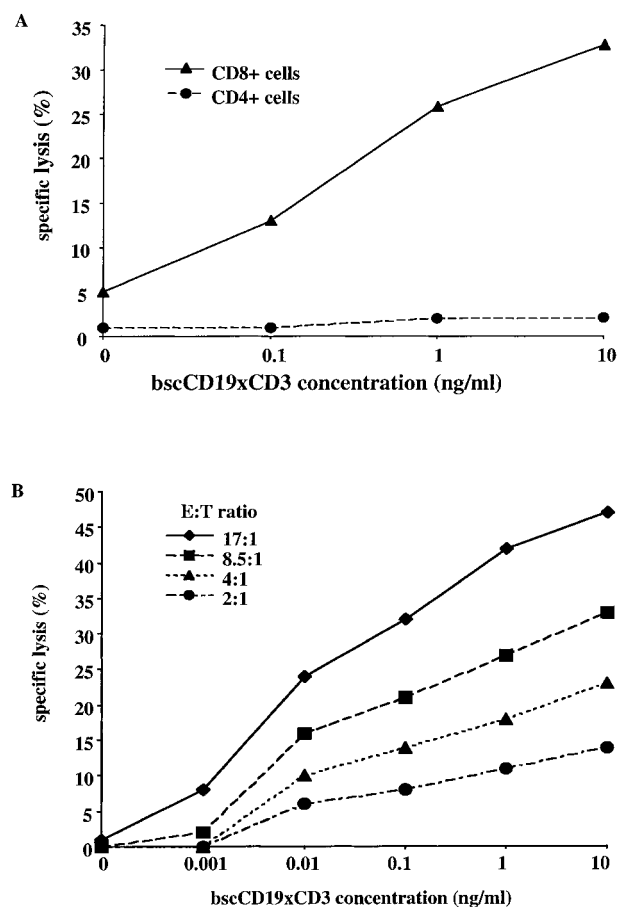 A
35
30
25
20
15
10
5
0
specific lysis (%)
CD8+ cells
CD4+ cells
0 0.1 1 10
bscCD19xCD3 concentration (ng/ml)
B
50
45
40
35
30
25
20
15
10
5
0
specific lysis (%)
E:T ratio
17:1
8.5:1
4:1
2:1
0 0.001 0.01 0.1 1 10
bscCD19xCD3 concentration (ng/ml)